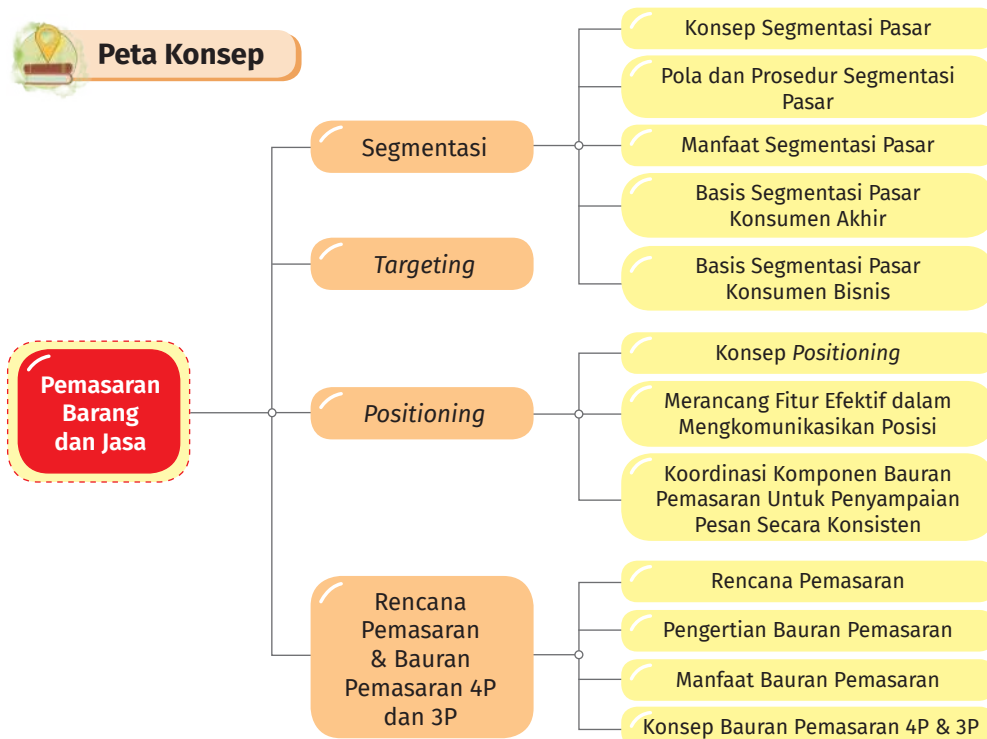 Peta Konsep
Pemasaran
Barang
dan Jasa
Segmentasi
Konsep Segmentasi Pasar
Pola dan Prosedur Segmentasi
Pasar
Manfaat Segmentasi Pasar
Basis Segmentasi Pasar
Konsumen Akhir
Basis Segmentasi Pasar
Konsumen Bisnis
Targeting
Positioning
Konsep Positioning
Merancang Fitur Efektif dalam
Mengkomunikasikan Posisi
Koordinasi Komponen Bauran
Pemasaran Untuk Penyampaian
Pesan Secara Konsisten
Rencana
Pemasaran
& Bauran
Pemasaran 4P
dan 3P
Rencana Pemasaran
Pengertian Bauran Pemasaran
Manfaat Bauran Pemasaran
Konsep Bauran Pemasaran 4P & 3P